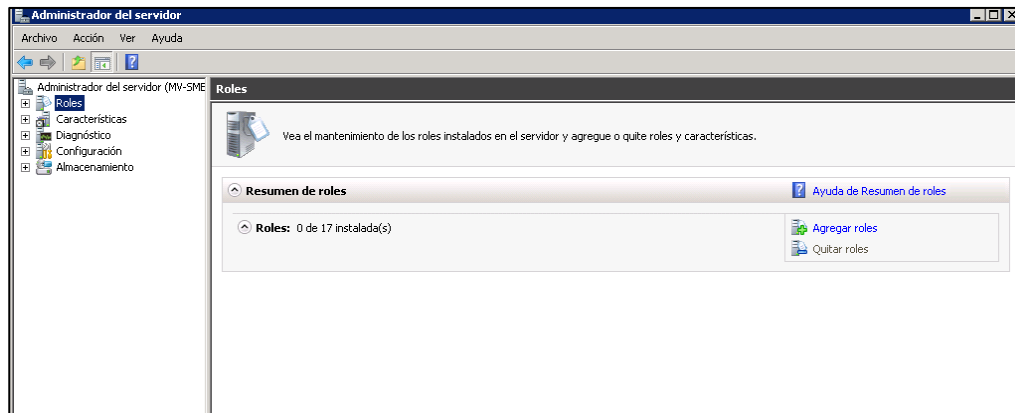 Administrador del servidor
Archivo Acción Ver Ayuda
Administrador del servidor (MV-SME
Roles
Características
Diagnóstico
Configuración
Almacenamiento
Roles
Vea el mantenimiento de los roles instalados en el servidor y agregue o quite roles y características.
Resumen de roles
Ayuda de Resumen de roles
Roles: 0 de 17 instalada(s)
Agregar roles
Quitar roles